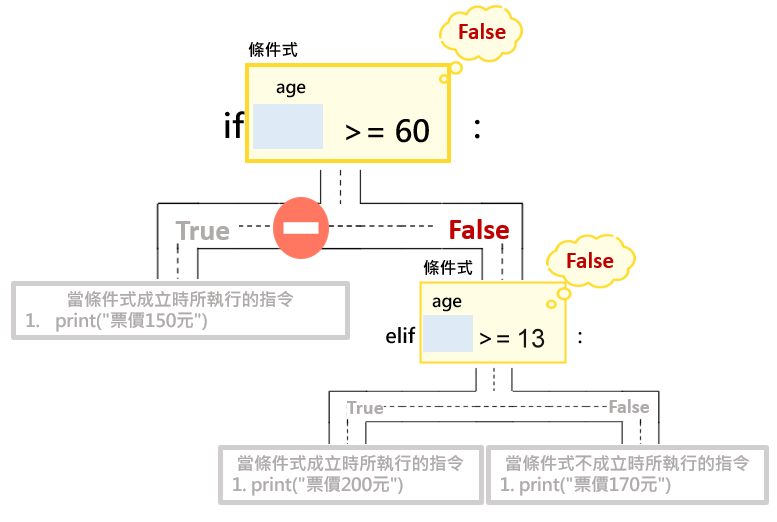 False
條件式
age
if >= 60 :
True False
條件式
False
當條件式成立時所執行的指令
1. print("票價150元")
age
elif >= 13 :
True False
當條件式成立時所執行的指令
1. print("票價200元")
當條件式不成立時所執行的指令
1. print("票價170元")